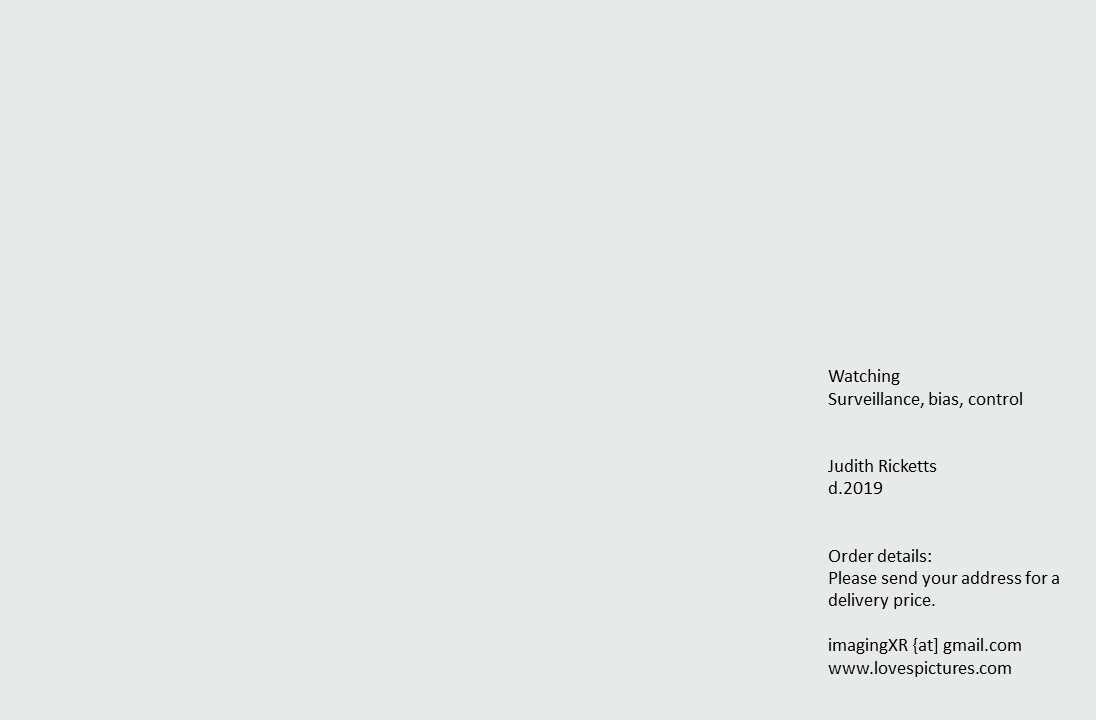 Watching
Surveillance, bias, control
Judith Ricketts
d.2019
Order details:
Please send your address for a
delivery price.
imagingXR {at] gmail.com
www.lovespictures.com